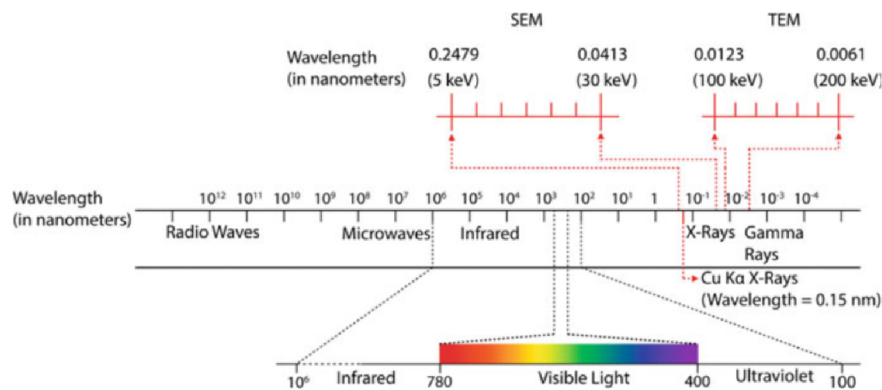 SEM TEM
Wavelength 0.2479 0.0413 0.0123 0.0061
(in nanometers) (5 keV) (30 keV) (100 keV) (200 keV)
Wavelength 10¹² 10¹¹ 10¹⁰ 10⁹ 10⁸ 10⁷ 10⁶ 10⁵ 10⁴ 10³ 10² 10¹ 1 10⁻¹ 10⁻² 10⁻³ 10⁻⁴
(in nanometers)
Radio Waves Microwaves Infrared X-Rays Gamma
Rays
Cu Kα X-Rays
(Wavelength = 0.15 nm)
10⁶ Infrared 780 Visible Light 400 Ultraviolet 100